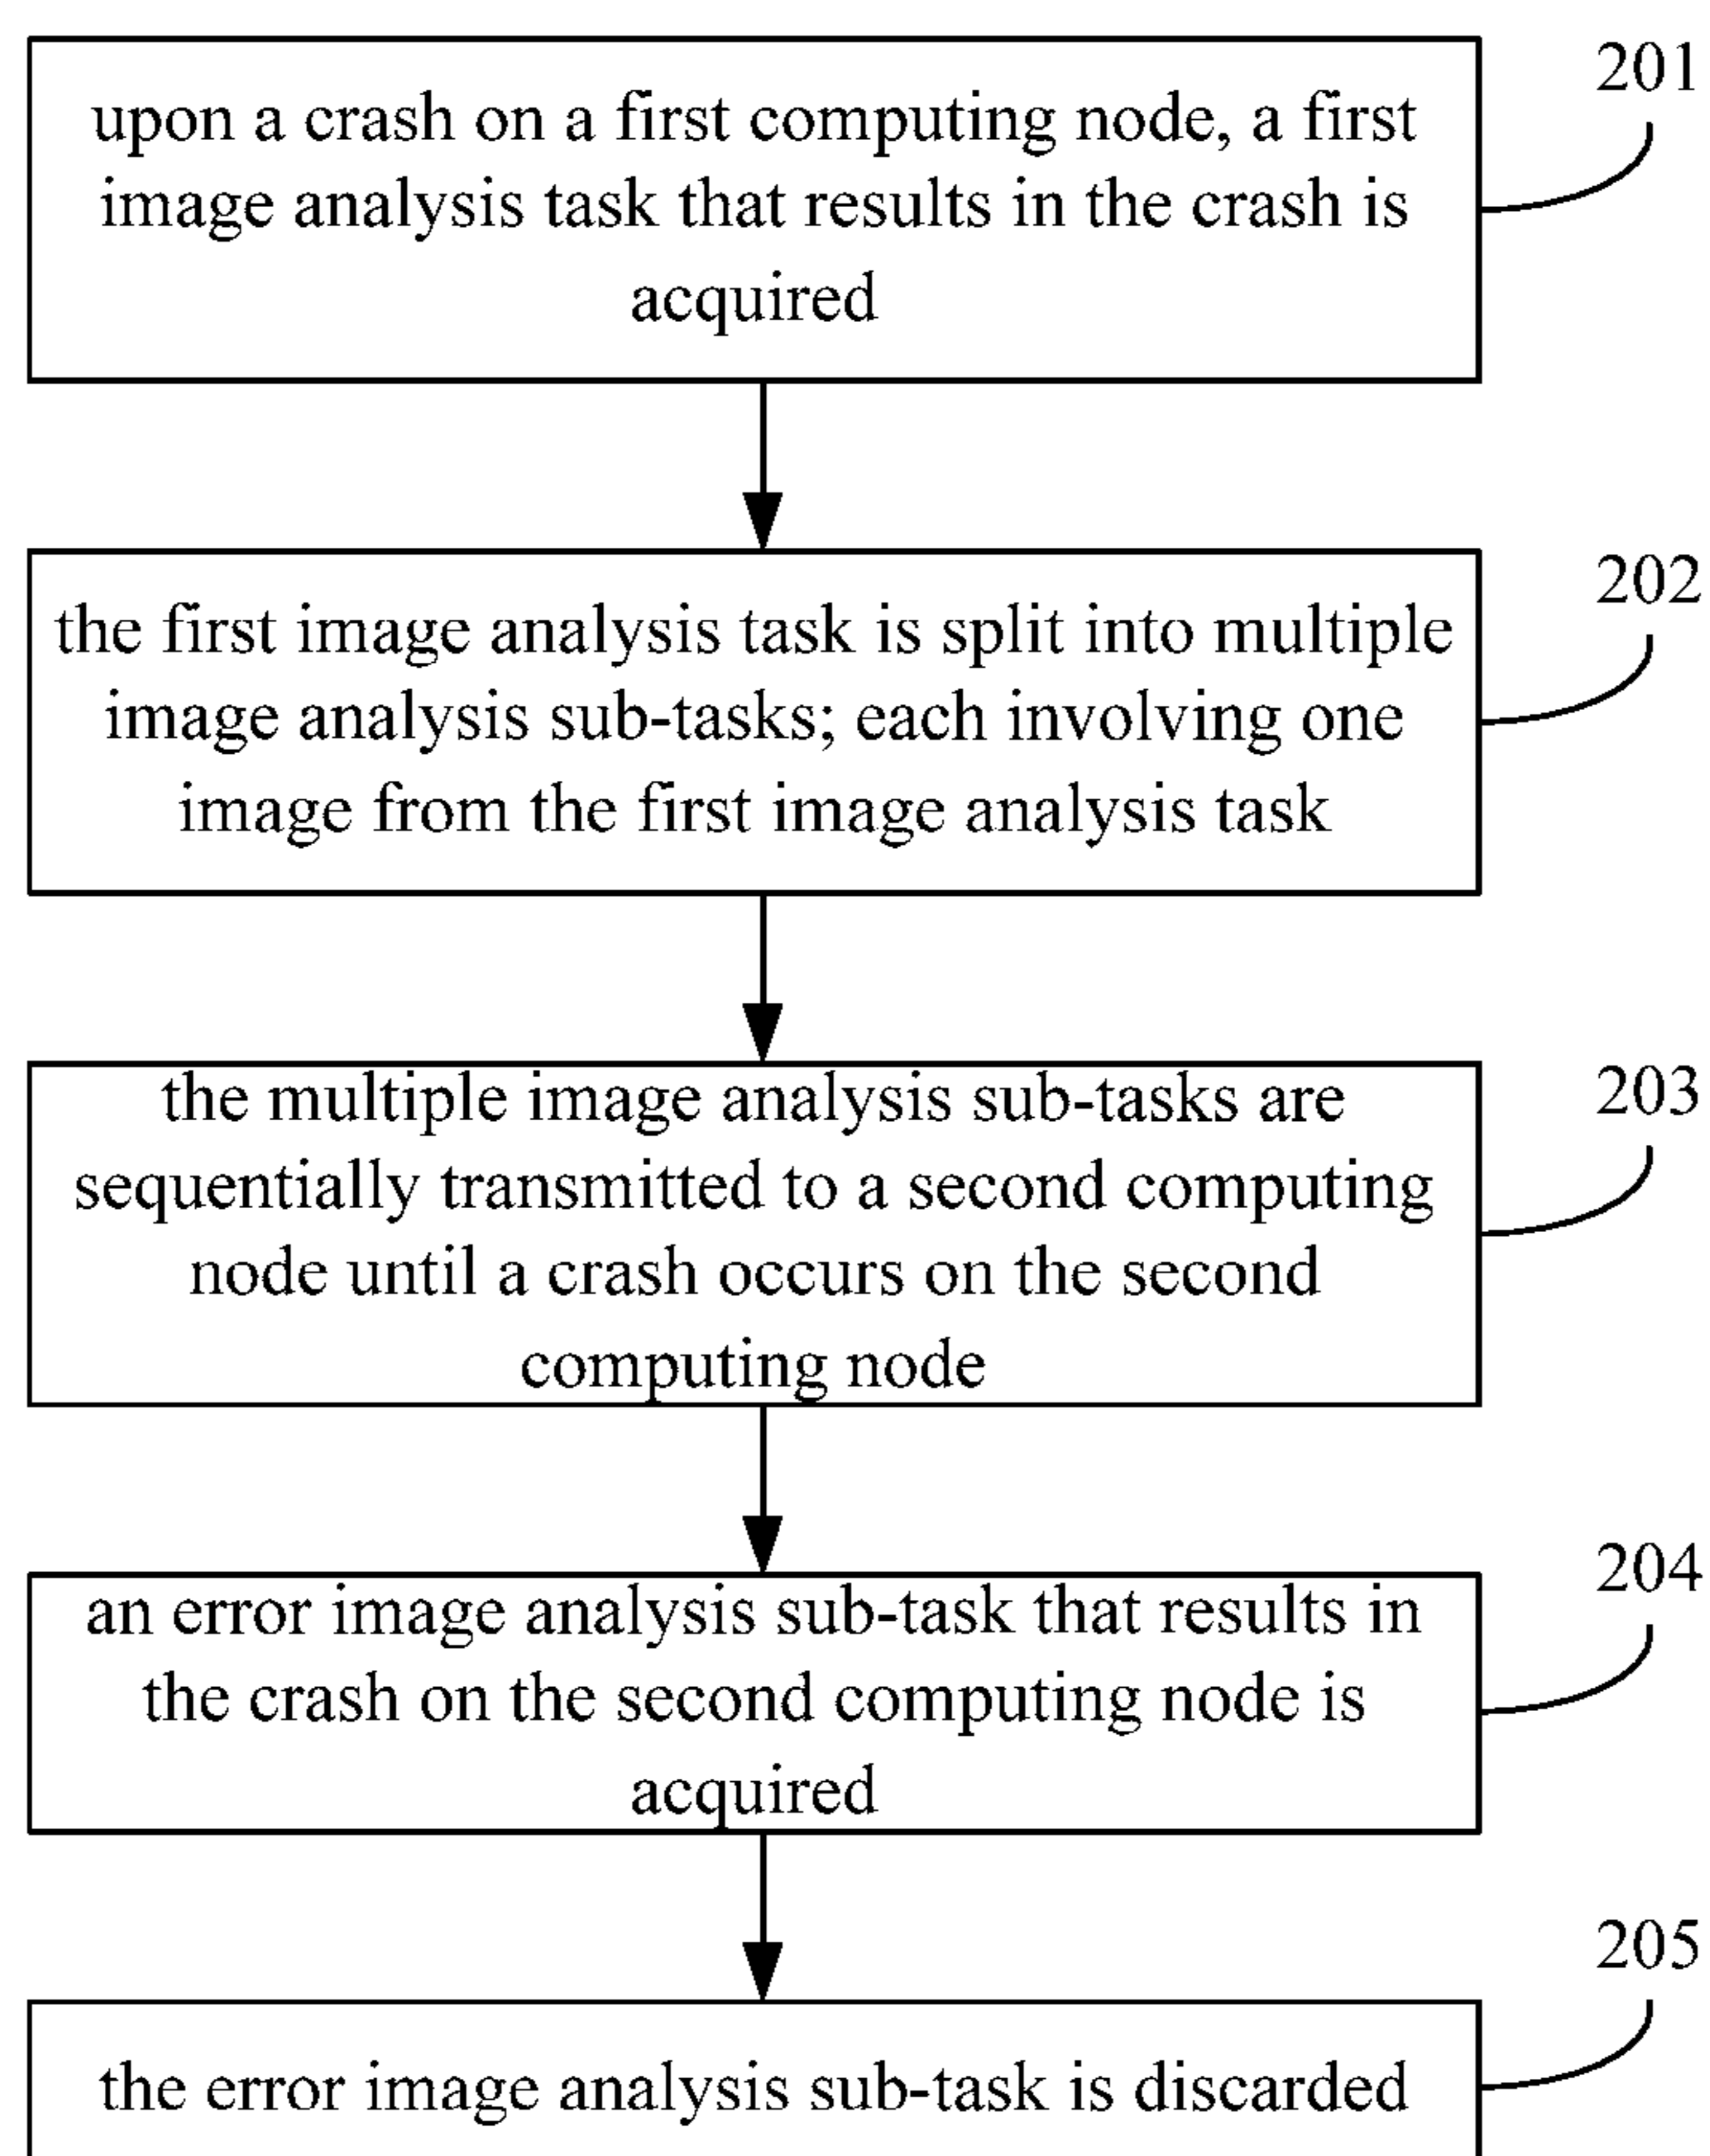 201
upon a crash on a first computing node, a first
image analysis task that results in the crash is
acquired
202
the first image analysis task is split into multiple
image analysis sub-tasks; each involving one
image from the first image analysis task
203
the multiple image analysis sub-tasks are
sequentially transmitted to a second computing
node until a crash occurs on the second
computing node
204
an error image analysis sub-task that results in
the crash on the second computing node is
acquired
205
the error image analysis sub-task is discarded